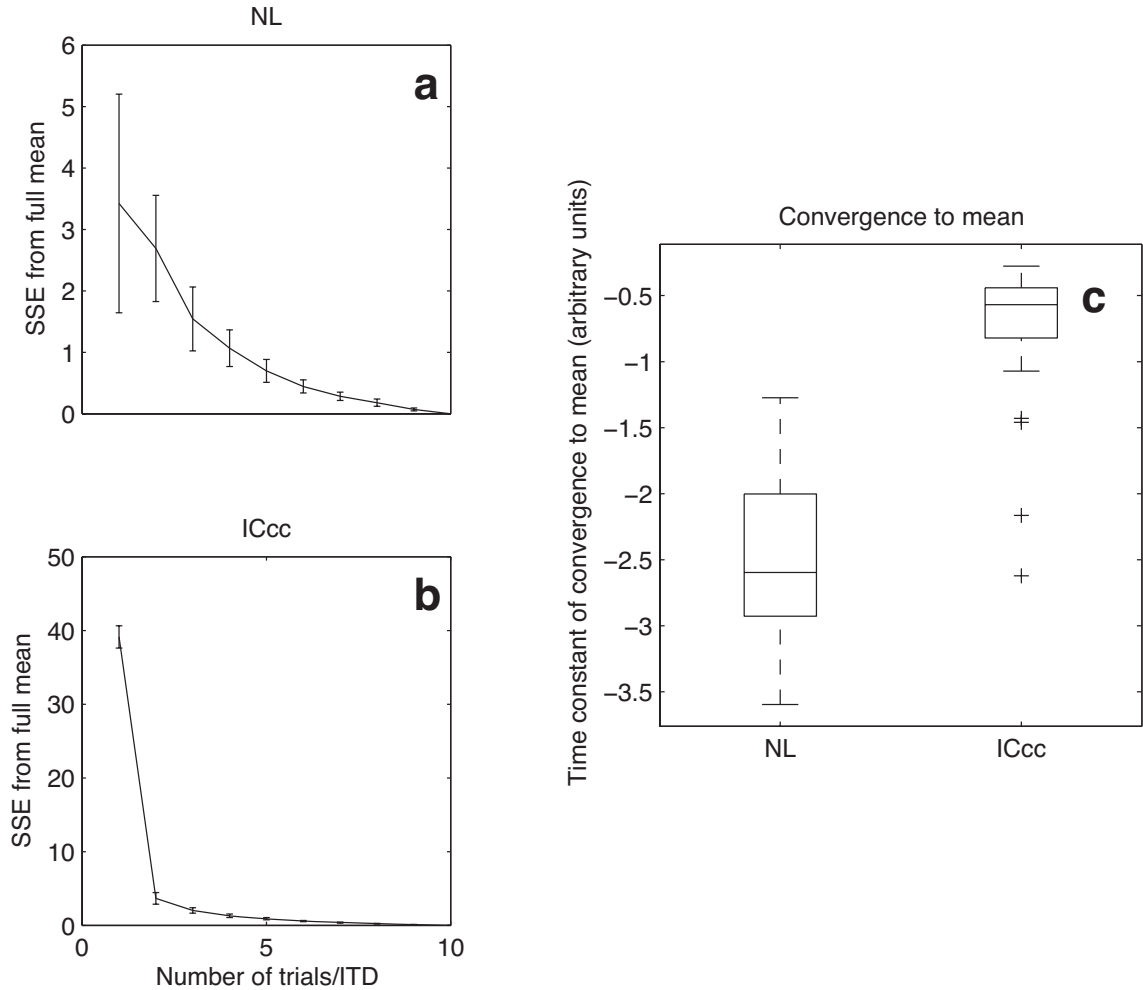 NL
a
6
5
4
3
2
1
0
SSE from full mean
ICcc
b
50
40
30
20
10
0
SSE from full mean
0 5 10
Number of trials/ITD
Convergence to mean
c
Time constant of convergence to mean (arbitrary units)
−0.5
−1
−1.5
−2
−2.5
−3
−3.5
NL ICcc